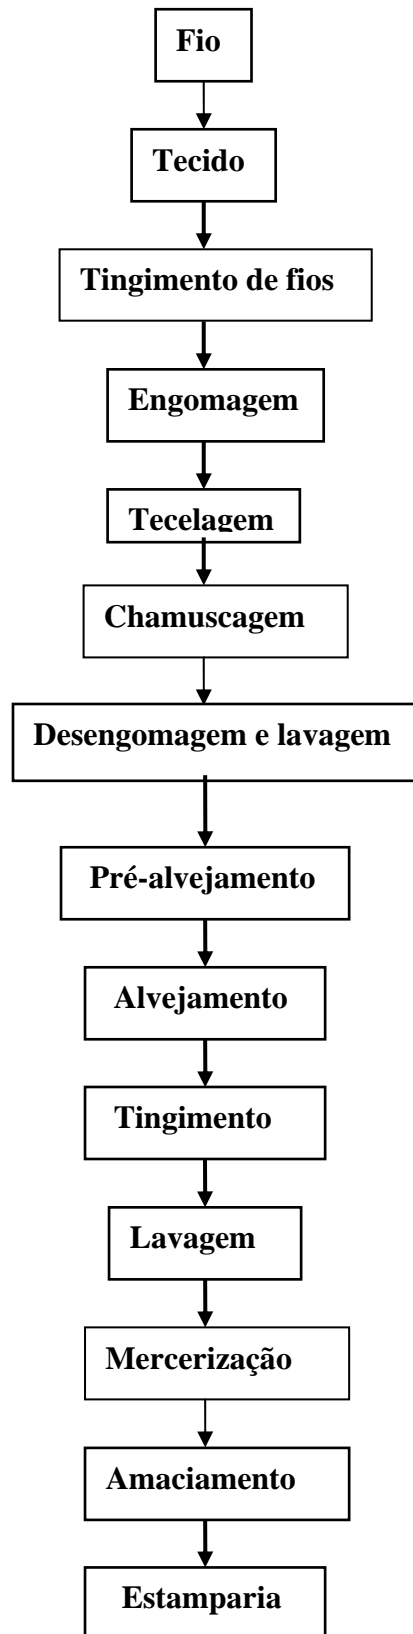 Fio
Tecido
Tingimento de fios
Engomagem
Tecelagem
Chamuscagem
Desengomagem e lavagem
Pré-alvejamento
Alvejamento
Tingimento
Lavagem
Mercerização
Amaciamento
Estamparia